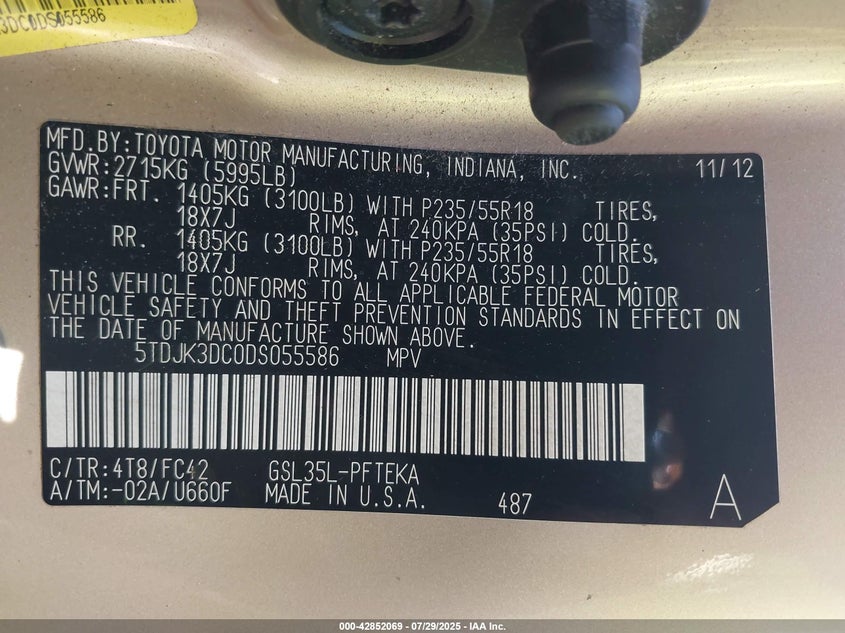 3DC0DS055586
MFD.BY:TOYOTA MOTOR MANUFACTURING, INDIANA, INC. 11/12
GVWR:2715KG (5995LB)
GAWR:FRT. 1405KG (3100LB) WITH P235/55R18 TIRES,
18X7J RIMS, AT 240KPA (35PSI) COLD.
RR. 1405KG (3100LB) WITH P235/55R18 TIRES,
18X7J RIMS, AT 240KPA (35PSI) COLD.
THIS VEHICLE CONFORMS TO ALL APPLICABLE FEDERAL MOTOR
VEHICLE SAFETY AND THEFT PREVENTION STANDARDS IN EFFECT ON
THE DATE OF MANUFACTURE SHOWN ABOVE.
5TDJK3DC0DS055586 MPV
C/TR:4T8/FC42 GSL35L-PFTEKA
A/TM:-02A/U660F MADE IN U.S.A. 487 A
000-42852069 - 07/29/2025 - IAA Inc.